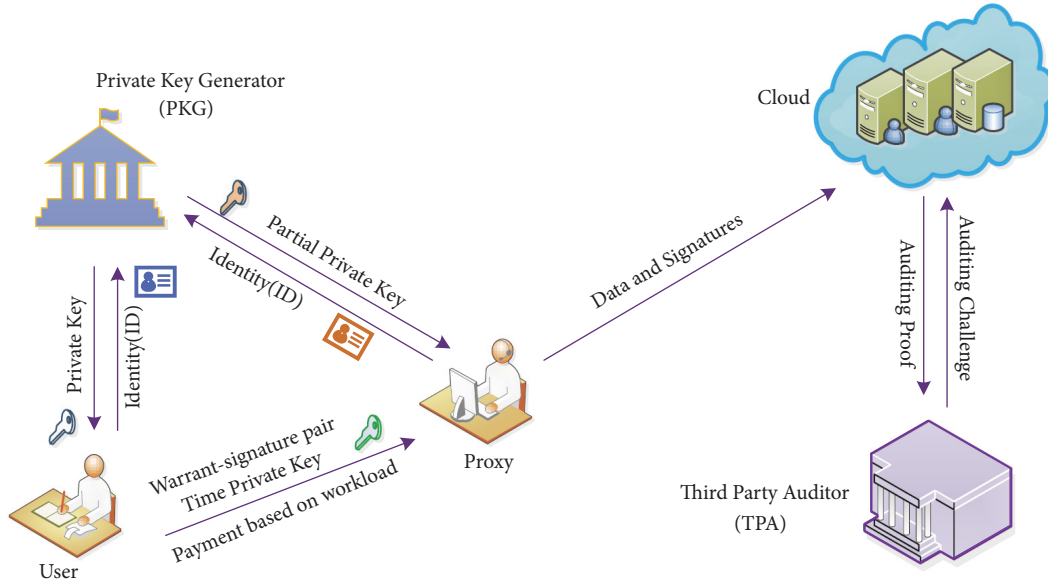 Private Key Generator
(PKG)
Cloud
Partial Private Key
Identity(ID)
Data and Signatures
Auditing Proof
Auditing Challenge
Private Key
Identity(ID)
Warrant-signature pair
Time Private Key
Payment based on workload
Proxy
Third Party Auditor
(TPA)
User